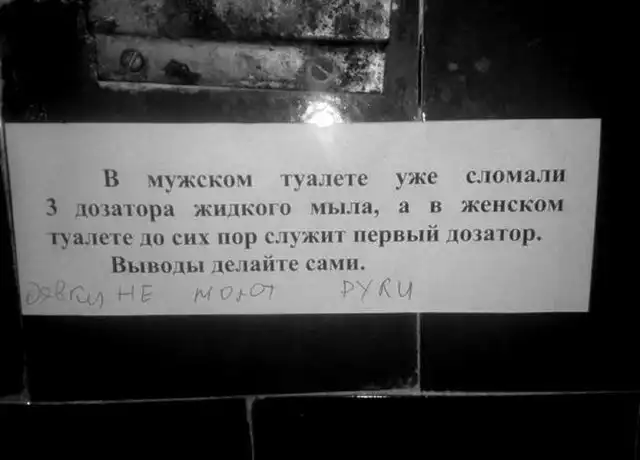 В мужском туалете уже сломали
3 дозатора жидкого мыла, а в женском
туалете до сих пор служит первый дозатор.
Выводы делайте сами.
НЕ МОЮТ РУКИ